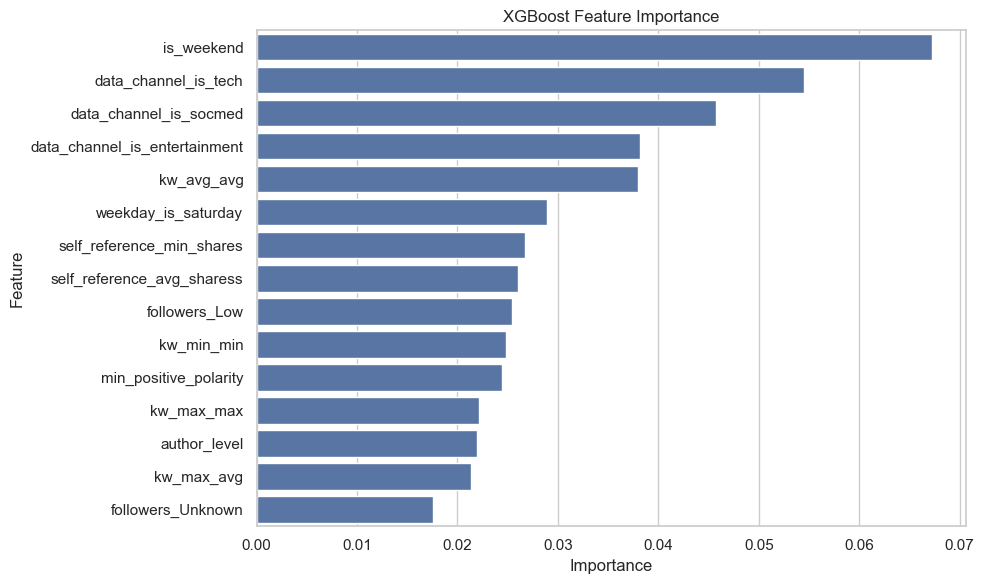 XGBoost Feature Importance
is_weekend
data_channel_is_tech
data_channel_is_socmed
data_channel_is_entertainment
kw_avg_avg
weekday_is_saturday
self_reference_min_shares
self_reference_avg_sharess
followers_Low
kw_min_min
min_positive_polarity
kw_max_max
author_level
kw_max_avg
followers_Unknown
Feature
0.00 0.01 0.02 0.03 0.04 0.05 0.06 0.07
Importance